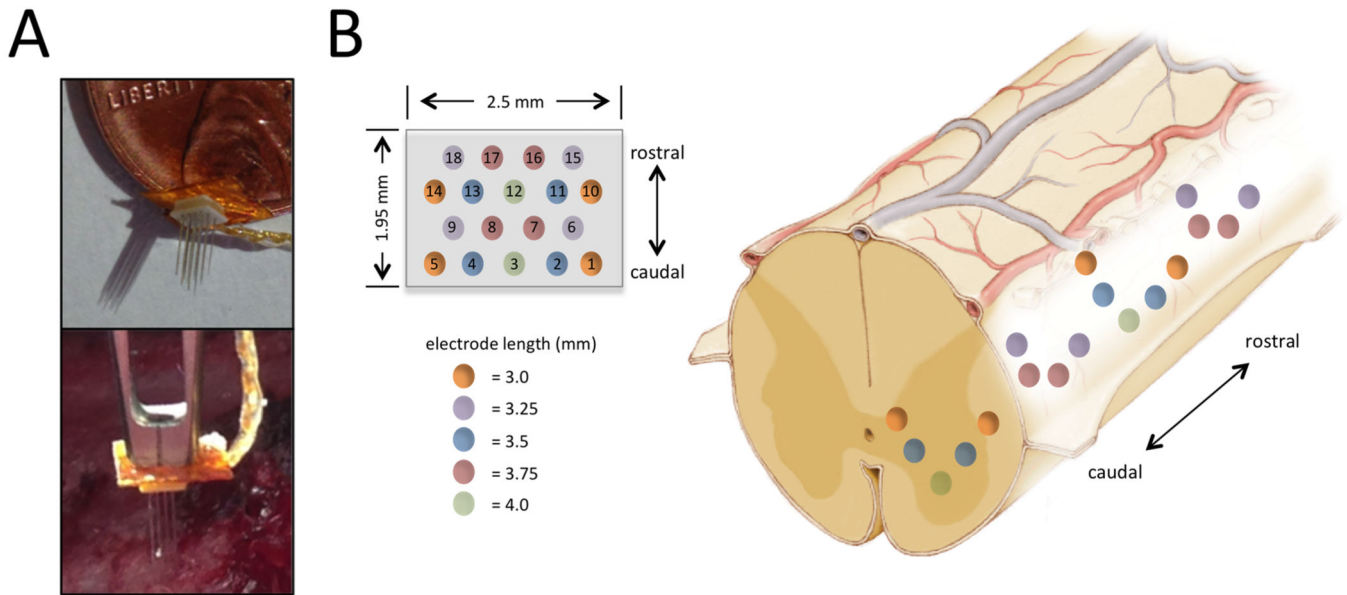 A
B
LIBERT
2.5 mm
1.95 mm
18 17 16 15
14 13 12 11 10
9 8 7 6
5 4 3 2 1
rostral
caudal
electrode length (mm)
= 3.0
= 3.25
= 3.5
= 3.75
= 4.0
rostral
caudal